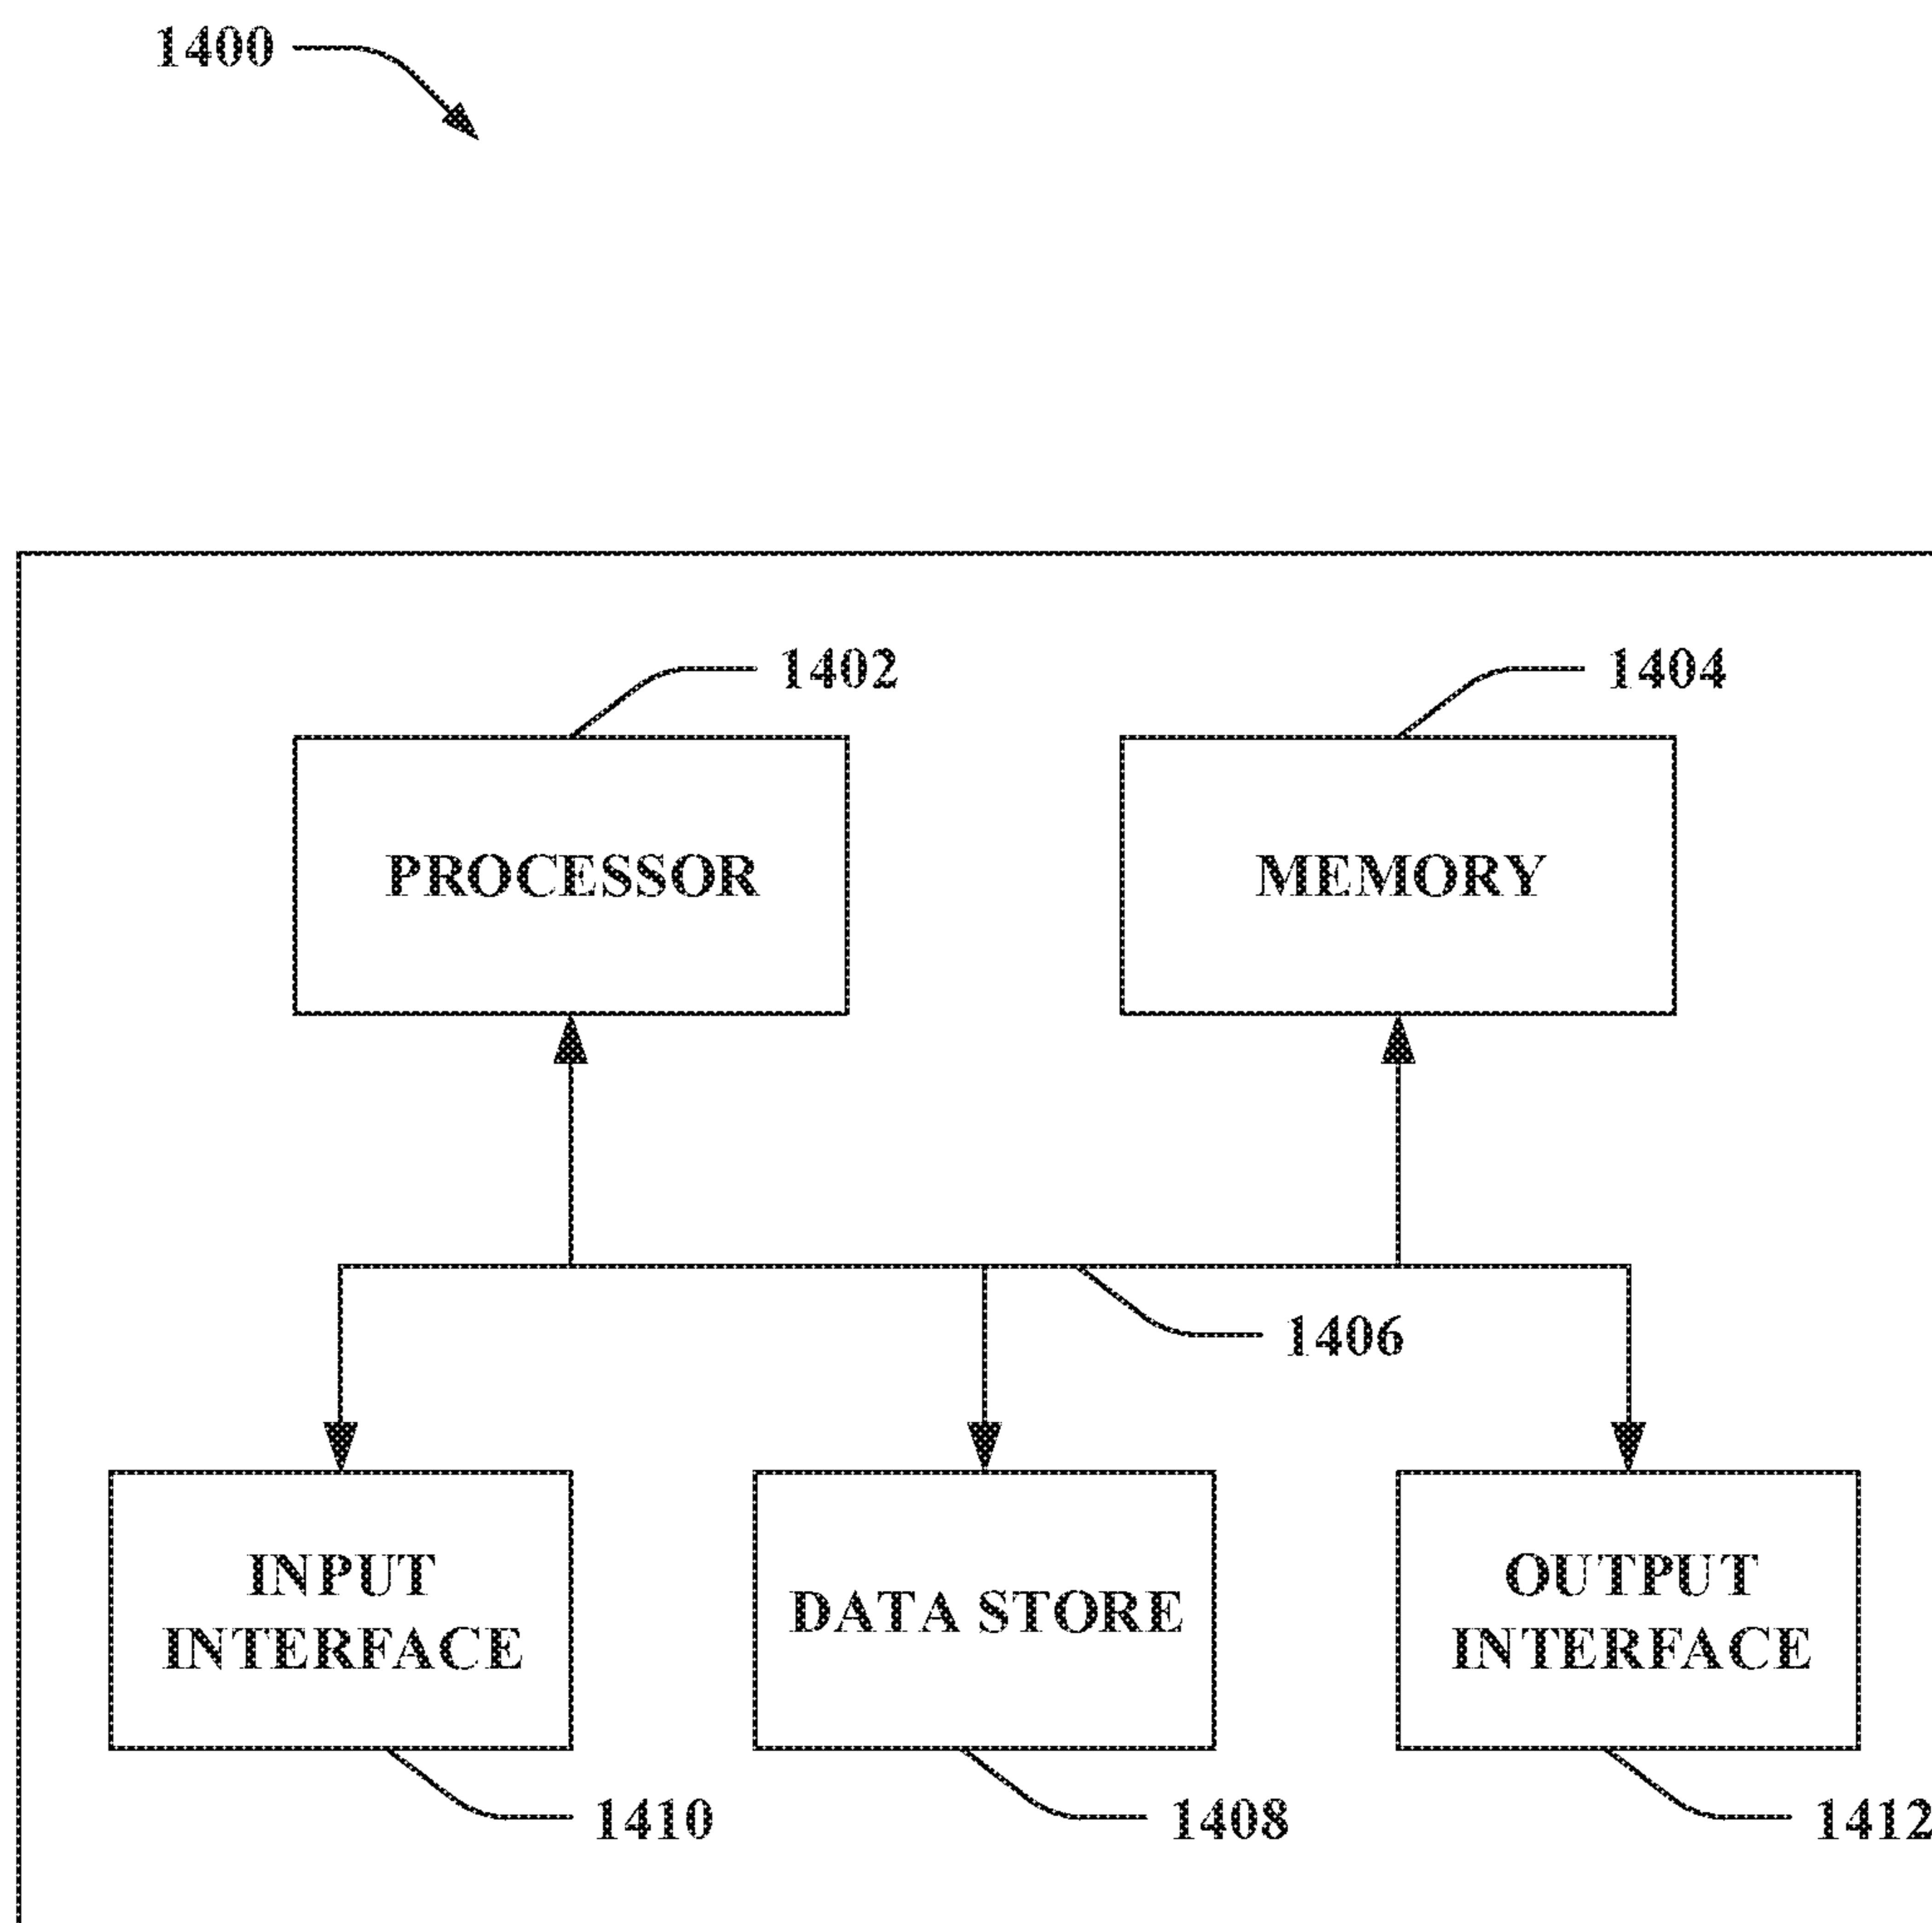 1400
1402
1404
PROCESSOR
MEMORY
1406
INPUT
INTERFACE
DATA STORE
OUTPUT
INTERFACE
1410
1408
1412